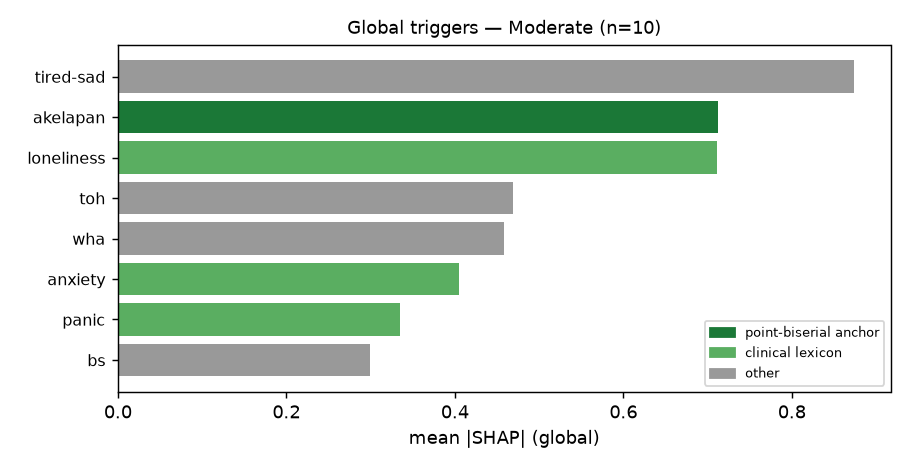 Global triggers — Moderate (n=10)
tired-sad
akelapan
loneliness
toh
wha
anxiety
panic
bs
point-biserial anchor
clinical lexicon
other
0.0 0.2 0.4 0.6 0.8
mean |SHAP| (global)